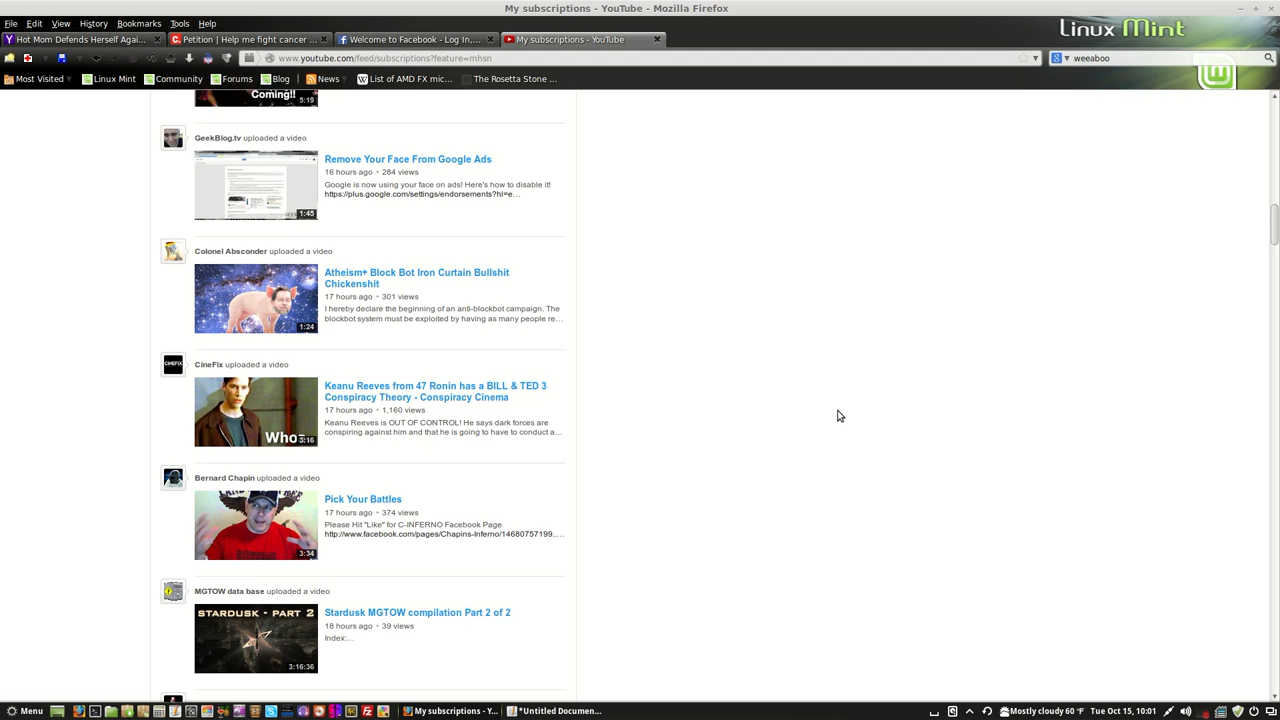 My subscriptions - YouTube - Mozilla Firefox
File Edit View History Bookmarks Tools Help
Hot Mom Defends Herself Agai...
Petition | Help me fight cancer ...
Welcome to Facebook - Log In,...
My subscriptions - YouTube
Linux Mint
www.youtube.com/feed/subscriptions?feature=mhsn
weeaboo
Most Visited
Linux Mint
Community
Forums
Blog
News
List of AMD FX mic...
The Rosetta Stone ...
Coming!!
5:19
GeekBlog.tv uploaded a video
Remove Your Face From Google Ads
16 hours ago • 284 views
Google is now using your face on ads! Here's how to disable it!
https://plus.google.com/settings/endorsements?hl=e...
1:45
Colonel Absconder uploaded a video
Atheism+ Block Bot Iron Curtain Bullshit
Chickenshit
17 hours ago • 301 views
I hereby declare the beginning of an anti-blockbot campaign. The
blockbot system must be exploited by having as many people re...
1:24
CINEFIX
CineFix uploaded a video
Keanu Reeves from 47 Ronin has a BILL & TED 3
Conspiracy Theory - Conspiracy Cinema
17 hours ago • 1,160 views
Keanu Reeves is OUT OF CONTROL! He says dark forces are
conspiring against him and that he is going to have to conduct a...
3:16
Bernard Chapin uploaded a video
Pick Your Battles
17 hours ago • 374 views
Please Hit "Like" for C-INFERNO Facebook Page
http://www.facebook.com/pages/Chapins-Inferno/14680757199...
3:34
MGTOW data base uploaded a video
STARDUSK - PART 2
Stardusk MGTOW compilation Part 2 of 2
18 hours ago • 39 views
Index:...
3:16:36
Menu
My subscriptions - Y...
*Untitled Documen...
Mostly cloudy 60 °F
Tue Oct 15, 10:01